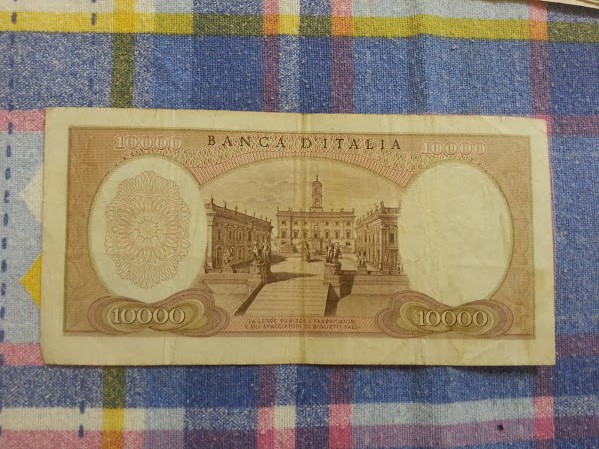 10000 BANCA D'ITALIA 10000
10000 10000
LA LEGGE PUNISCE I FABBRICATORI
E GLI SPACCIATORI DI BIGLIETTI FALSI